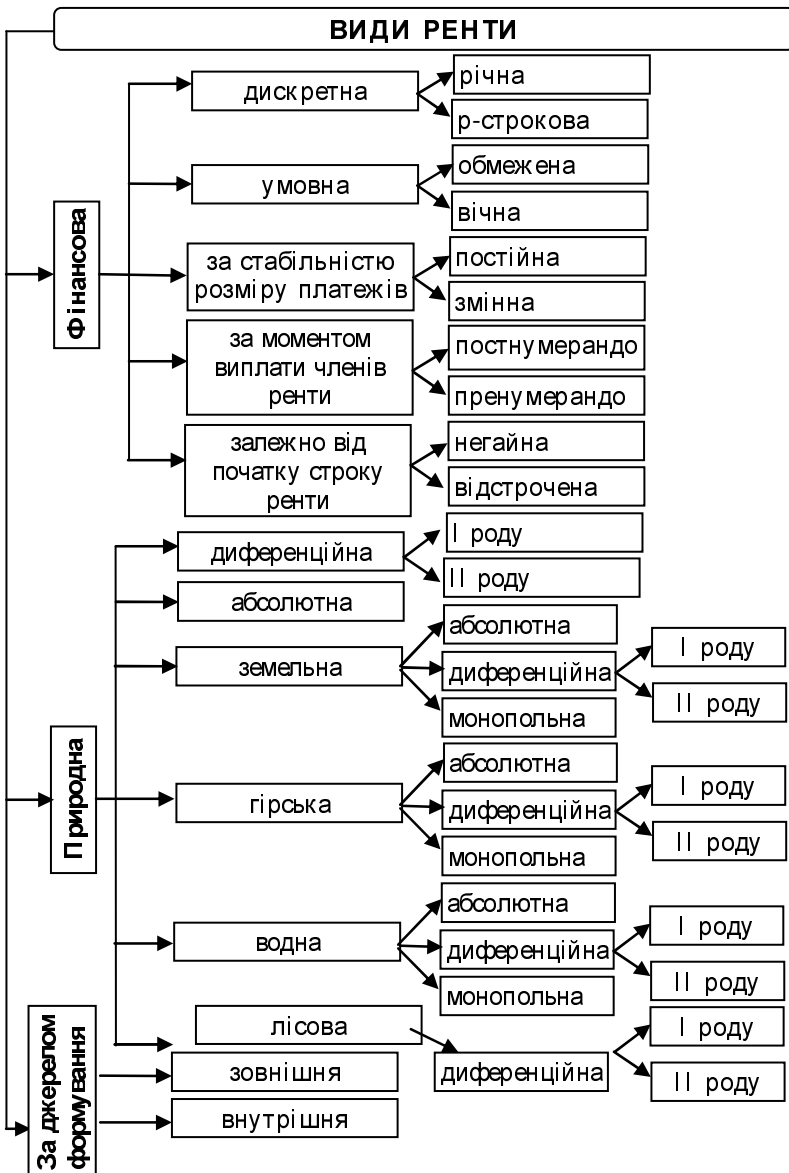 ВИДИ РЕНТИ
Фінансова
дискретна
річна
р-строкова
умовна
обмежена
вічна
за стабільністю
розміру платежів
постійна
змінна
за моментом
виплати членів
ренти
постнумерандо
пренумерандо
залежно від
початку строку
ренти
негайна
відстрочена
Природна
диференційна
І роду
ІІ роду
абсолютна
земельна
абсолютна
диференційна
І роду
ІІ роду
монопольна
гірська
абсолютна
диференційна
І роду
ІІ роду
монопольна
водна
абсолютна
диференційна
І роду
ІІ роду
монопольна
лісова
диференційна
І роду
ІІ роду
За джерелом
формування
зовнішня
внутрішня